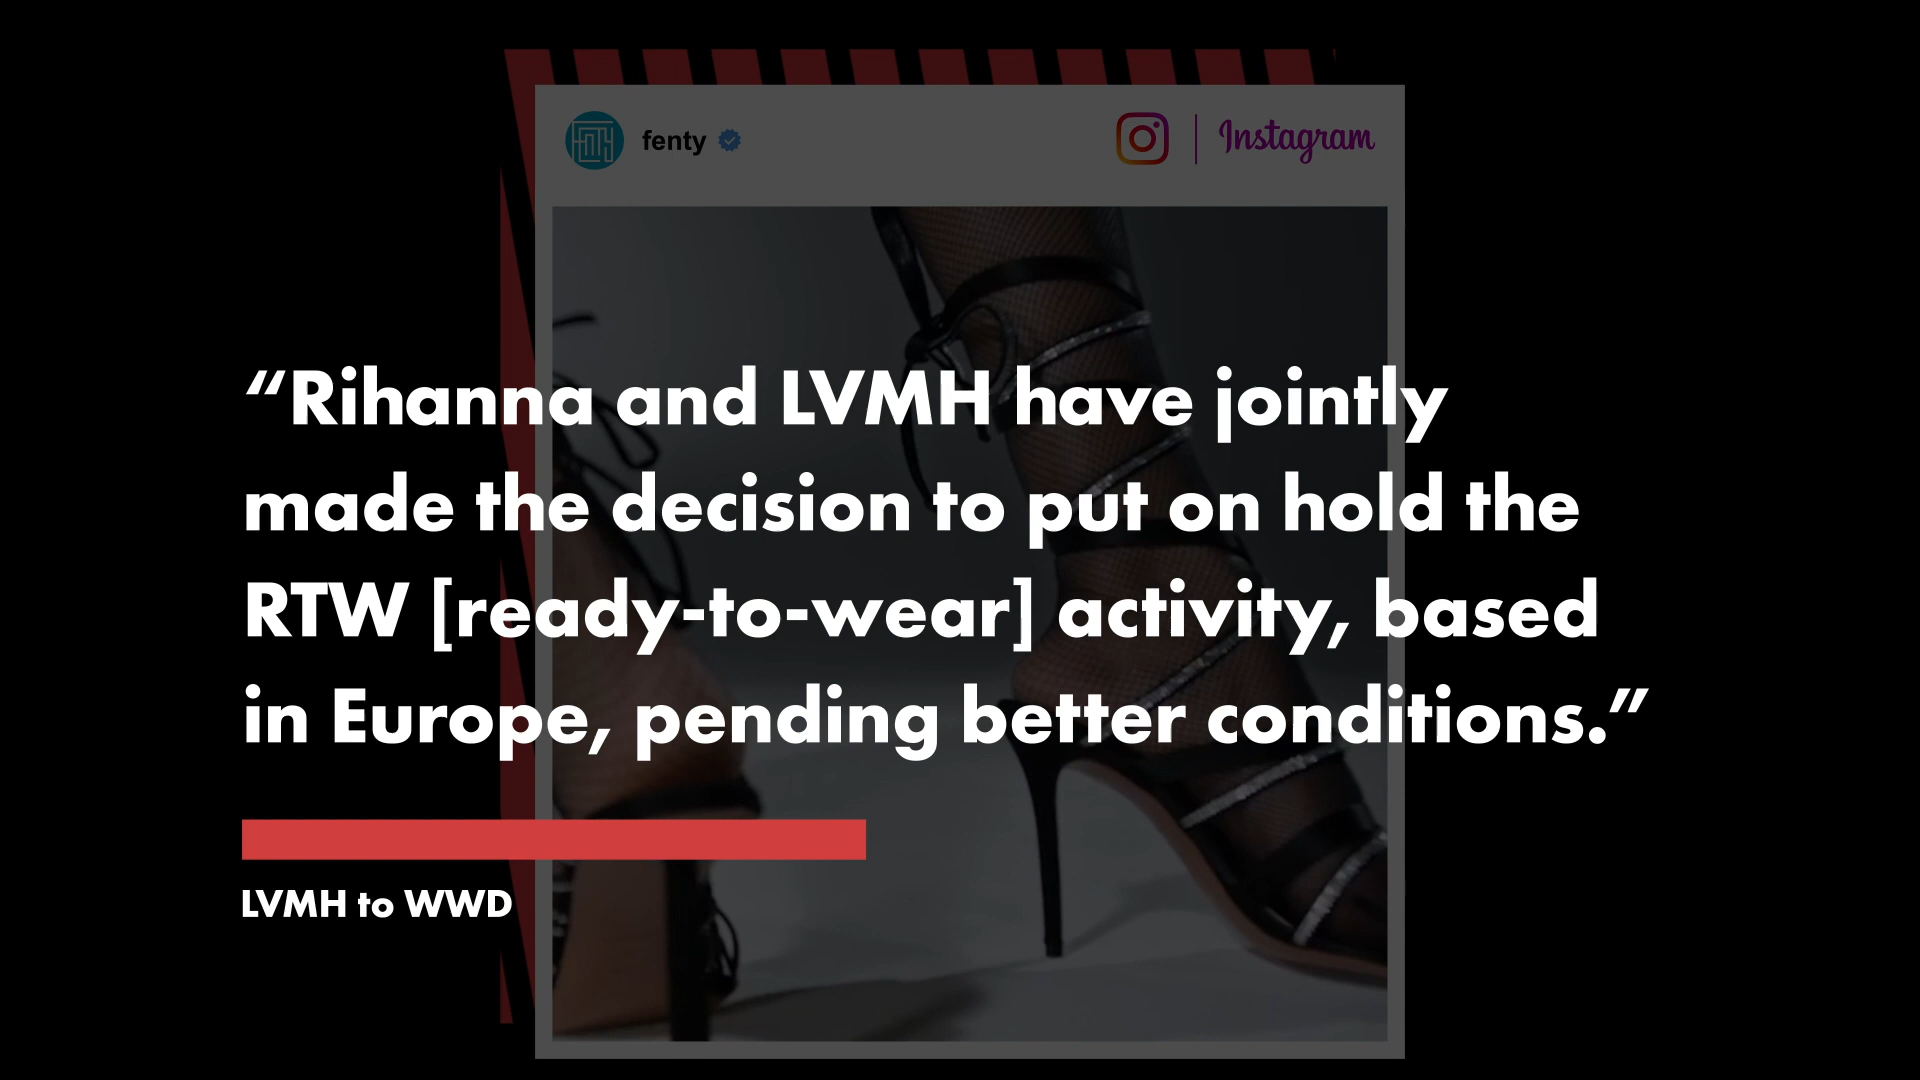 fenty
Instagram
“Rihanna and LVMH have jointly
made the decision to put on hold the
RTW [ready-to-wear] activity, based
in Europe, pending better conditions.”
LVMH to WWD